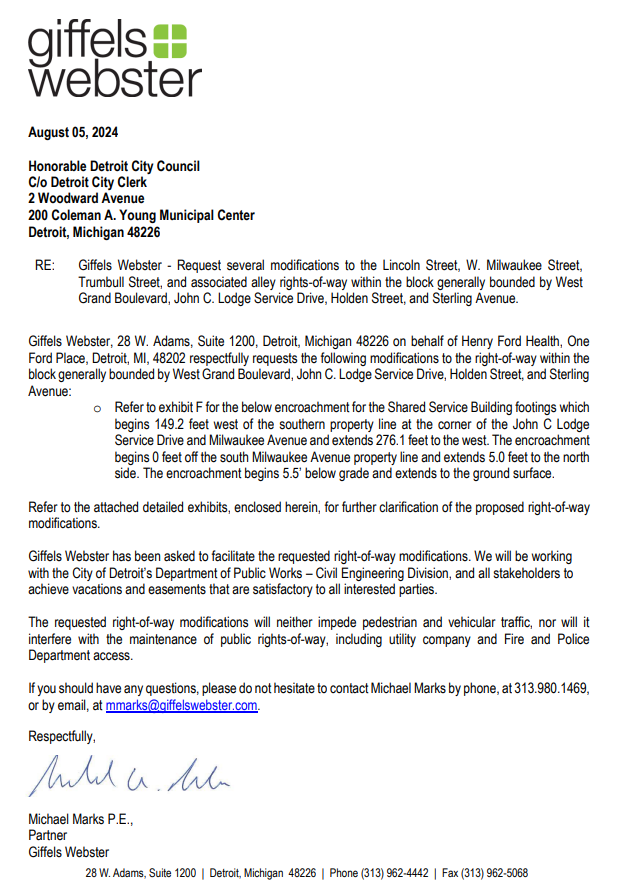 giffels
webster
August 05, 2024
Honorable Detroit City Council
C/o Detroit City Clerk
2 Woodward Avenue
200 Coleman A. Young Municipal Center
Detroit, Michigan 48226
RE: Giffels Webster - Request several modifications to the Lincoln Street, W. Milwaukee Street,
Trumbull Street, and associated alley rights-of-way within the block generally bounded by West
Grand Boulevard, John C. Lodge Service Drive, Holden Street, and Sterling Avenue.
Giffels Webster, 28 W. Adams, Suite 1200, Detroit, Michigan 48226 on behalf of Henry Ford Health, One
Ford Place, Detroit, MI, 48202 respectfully requests the following modifications to the right-of-way within the
block generally bounded by West Grand Boulevard, John C. Lodge Service Drive, Holden Street, and Sterling
Avenue:
o Refer to exhibit F for the below encroachment for the Shared Service Building footings which
begins 149.2 feet west of the southern property line at the corner of the John C Lodge
Service Drive and Milwaukee Avenue and extends 276.1 feet to the west. The encroachment
begins 0 feet off the south Milwaukee Avenue property line and extends 5.0 feet to the north
side. The encroachment begins 5.5' below grade and extends to the ground surface.
Refer to the attached detailed exhibits, enclosed herein, for further clarification of the proposed right-of-way
modifications.
Giffels Webster has been asked to facilitate the requested right-of-way modifications. We will be working
with the City of Detroit's Department of Public Works – Civil Engineering Division, and all stakeholders to
achieve vacations and easements that are satisfactory to all interested parties.
The requested right-of-way modifications will neither impede pedestrian and vehicular traffic, nor will it
interfere with the maintenance of public rights-of-way, including utility company and Fire and Police
Department access.
If you should have any questions, please do not hesitate to contact Michael Marks by phone, at 313.980.1469,
or by email, at mmarks@giffelswebster.com.
Respectfully,
Michael Marks P.E.,
Partner
Giffels Webster
28 W. Adams, Suite 1200 | Detroit, Michigan 48226 | Phone (313) 962-4442 | Fax (313) 962-5068